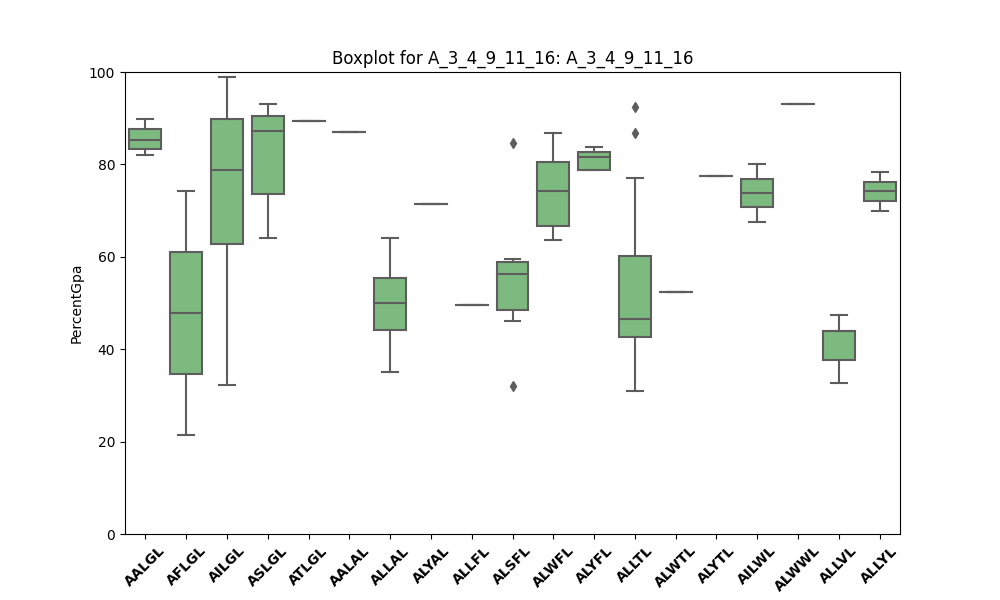 Boxplot for A_3_4_9_11_16: A_3_4_9_11_16
PercentGpa
100
80
60
40
20
0
AALGL
AFLGL
AILGL
ASLGL
ATLGL
AALAL
ALLAL
ALYAL
ALLFL
ALSFL
ALWFL
ALYFL
ALLTL
ALWTL
ALYTL
AILWL
ALWWL
ALLVL
ALLYL